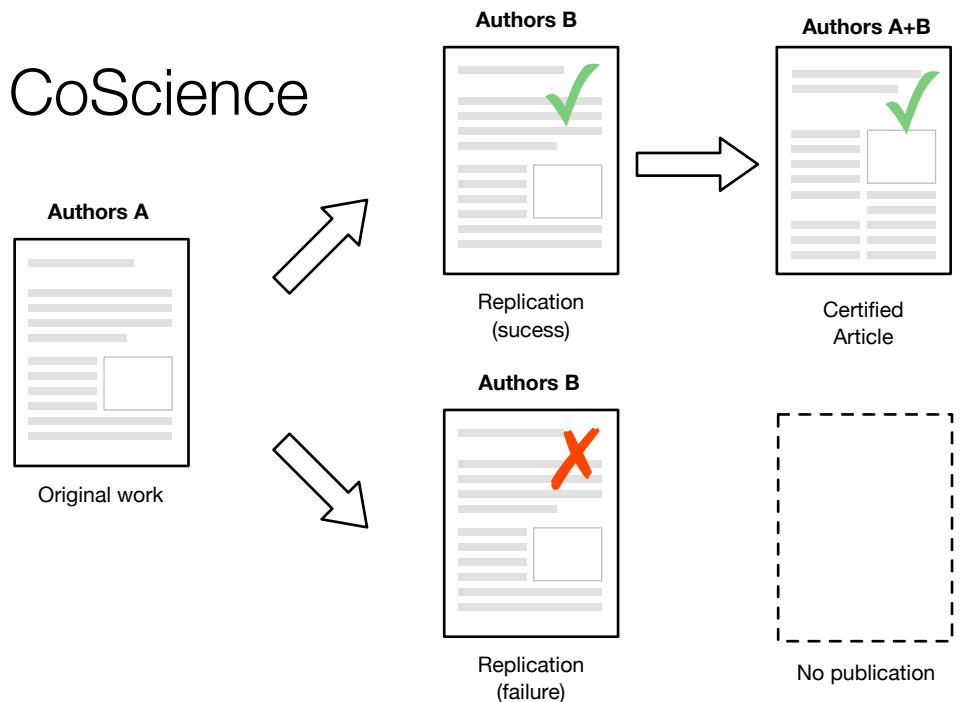 CoScience
Authors A
Original work
Authors B
Replication
(sucess)
Authors A+B
Certified
Article
Authors B
Replication
(failure)
No publication